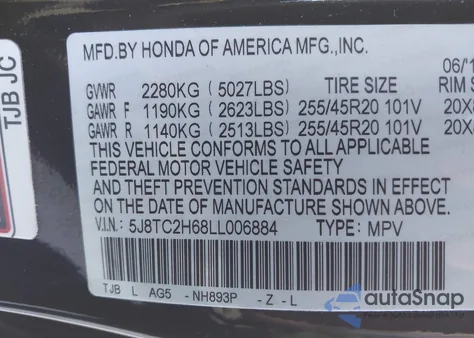 TJB JC
MFD.BY HONDA OF AMERICA MFG.,INC.
06/1
GVWR 2280KG ( 5027LBS) TIRE SIZE RIM S
GAWR F 1190KG ( 2623LBS) 255/45R20 101V 20X
GAWR R 1140KG ( 2513LBS) 255/45R20 101V 20X
THIS VEHICLE CONFORMS TO ALL APPLICABLE
FEDERAL MOTOR VEHICLE SAFETY
AND THEFT PREVENTION STANDARDS IN EFFECT
ON THE DATE OF MANUFACTURE SHOWN ABOVE.
V.I.N.: 5J8TC2H68LL006884 TYPE: MPV
TJB L AG5 -NH893P -Z -L
autoSnap